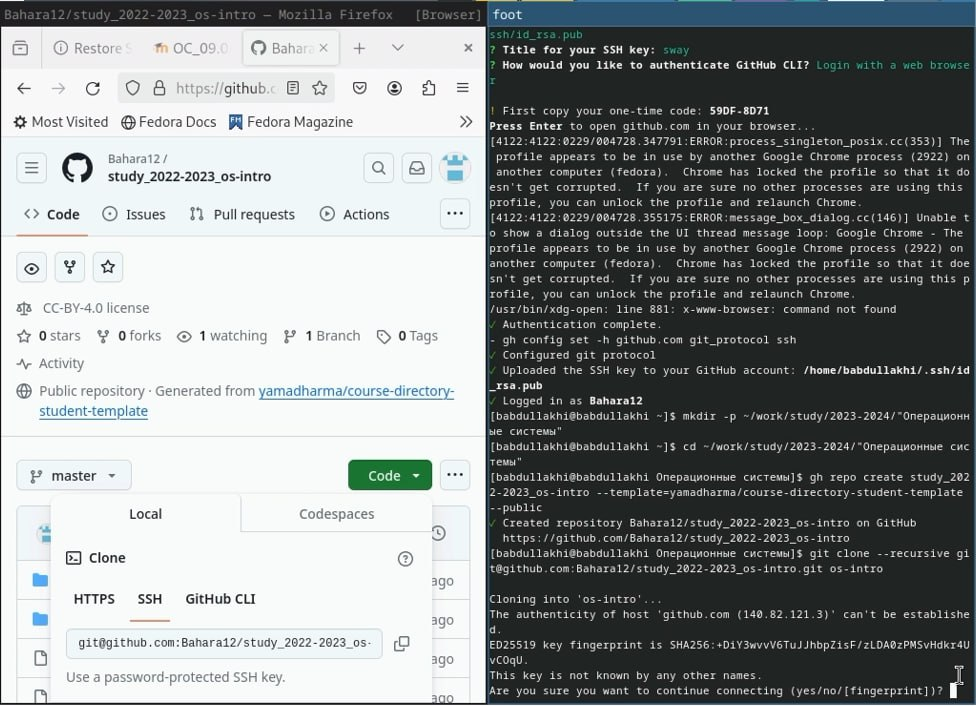 Bahara12/study_2022-2023_os-intro — Mozilla Firefox [Browser]
Restore S
OC_09.0
Bahar
https://github.c
Most Visited
Fedora Docs
Fedora Magazine
Bahara12 /
study_2022-2023_os-intro
Code
Issues
Pull requests
Actions
CC-BY-4.0 license
0 stars
0 forks
1 watching
1 Branch
0 Tags
Activity
Public repository · Generated from yamadharma/course-directory-
student-template
master
Code
Local
Codespaces
Clone
HTTPS
SSH
GitHub CLI
git@github.com:Bahara12/study_2022-2023_os-
Use a password-protected SSH key.
ago
ago
ago
ago
foot
ssh/id_rsa.pub
? Title for your SSH key: sway
? How would you like to authenticate GitHub CLI? Login with a web browse
r
! First copy your one-time code: 59DF-8D71
Press Enter to open github.com in your browser...
[4122:4122:0229/004728.347791:ERROR:process_singleton_posix.cc(353)] The
profile appears to be in use by another Google Chrome process (2922) on
another computer (fedora).  Chrome has locked the profile so that it do
esn't get corrupted.  If you are sure no other processes are using this
profile, you can unlock the profile and relaunch Chrome.
[4122:4122:0229/004728.355175:ERROR:message_box_dialog.cc(146)] Unable t
o show a dialog outside the UI thread message loop: Google Chrome - The
profile appears to be in use by another Google Chrome process (2922) on
another computer (fedora).  Chrome has locked the profile so that it doe
sn't get corrupted.  If you are sure no other processes are using this p
rofile, you can unlock the profile and relaunch Chrome.
/usr/bin/xdg-open: line 881: x-www-browser: command not found
✓ Authentication complete.
- gh config set -h github.com git_protocol ssh
✓ Configured git protocol
✓ Uploaded the SSH key to your GitHub account: /home/babdullakhi/.ssh/id
_rsa.pub
✓ Logged in as Bahara12
[babdullakhi@babdullakhi ~]$ mkdir -p ~/work/study/2023-2024/"Операционн
ые системы"
[babdullakhi@babdullakhi ~]$ cd ~/work/study/2023-2024/"Операционные сис
темы"
[babdullakhi@babdullakhi Операционные системы]$ gh repo create study_202
2-2023_os-intro --template=yamadharma/course-directory-student-template
--public
✓ Created repository Bahara12/study_2022-2023_os-intro on GitHub
https://github.com/Bahara12/study_2022-2023_os-intro
[babdullakhi@babdullakhi Операционные системы]$ git clone --recursive gi
t@github.com:Bahara12/study_2022-2023_os-intro.git os-intro
Cloning into 'os-intro'...
The authenticity of host 'github.com (140.82.121.3)' can't be establishe
d.
ED25519 key fingerprint is SHA256:+DiY3wvvV6TuJJhbpZisF/zLDA0zPMSvHdkr4U
vCOqU.
This key is not known by any other names.
Are you sure you want to continue connecting (yes/no/[fingerprint])?